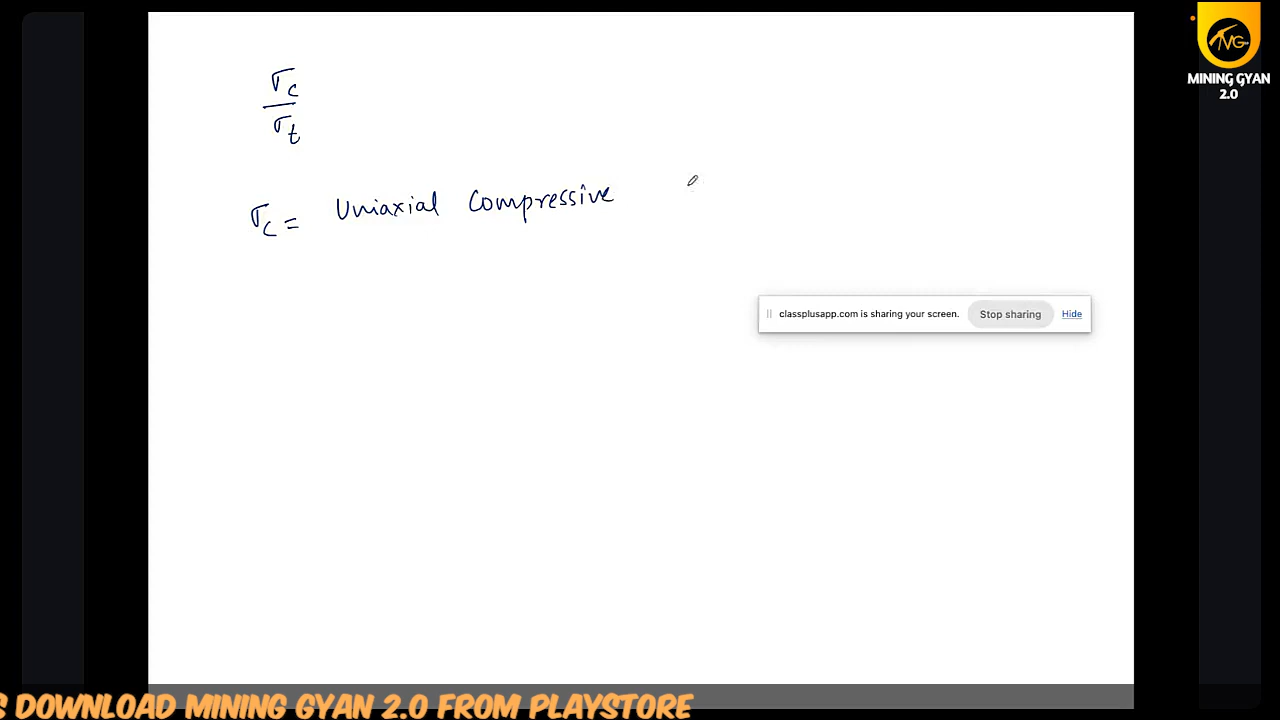 σc
σt
σc = Uniaxial Compressive
classplusapp.com is sharing your screen. Stop sharing Hide
MINING GYAN
2.0
S DOWNLOAD MINING GYAN 2.0 FROM PLAYSTORE